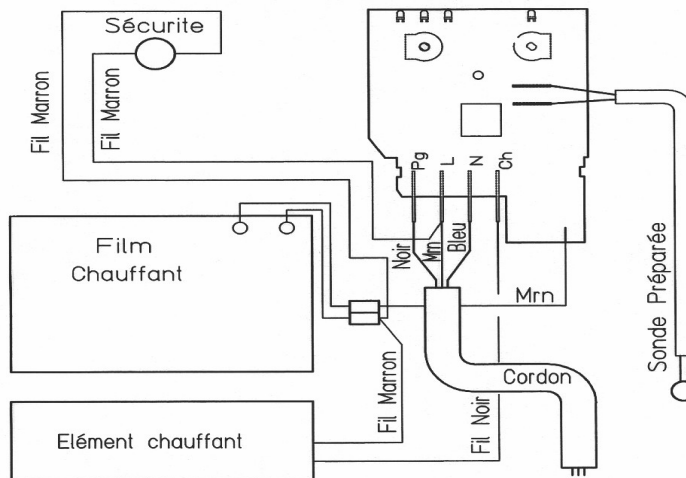 Sécurite
Fil Marron
Fil Marron
Pg
L
N
Ch
Film
Chauffant
Noir
Mrn
Bleu
Mrn
Sonde Préparée
Cordon
Fil Marron
Fil Noir
Elément chauffant